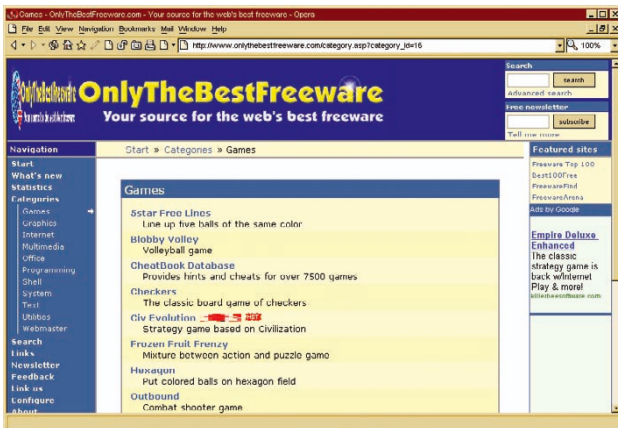 Games - OnlyTheBestFreeware.com - Your source for the web's best freeware - Opera
File Edit View Navigation Bookmarks Mail Window Help
http://www.onlythebestfreeware.com/category.asp?category_id=16
100%
OnlyTheBestFreeware
Your source for the web's best freeware
Search
search
Advanced search
Free newsletter
subscribe
Tell me more
Navigation
Start » Categories » Games
Featured sites
Start
What's new
Statistics
Categories
Games
Graphics
Internet
Multimedia
Office
Programming
Shell
System
Text
Utilities
Webmaster
Search
Links
Newsletter
Feedback
Link us
Configure
About
Games
5star Free Lines
Line up five balls of the same color
Blobby Volley
Volleyball game
CheatBook Database
Provides hints and cheats for over 7500 games
Checkers
The classic board game of checkers
Civ Evolution
Strategy game based on Civilization
Frozen Fruit Frenzy
Mixture between action and puzzle game
Hexagon
Put colored balls on hexagon field
Outbound
Combat shooter game
Freeware Top 100
Best100Free
FreewareFind
FreewareArena
Ads by Google
Empire Deluxe
Enhanced
The classic
strategy game is
back w/Internet
Play & more!
killerbeesoftware.com